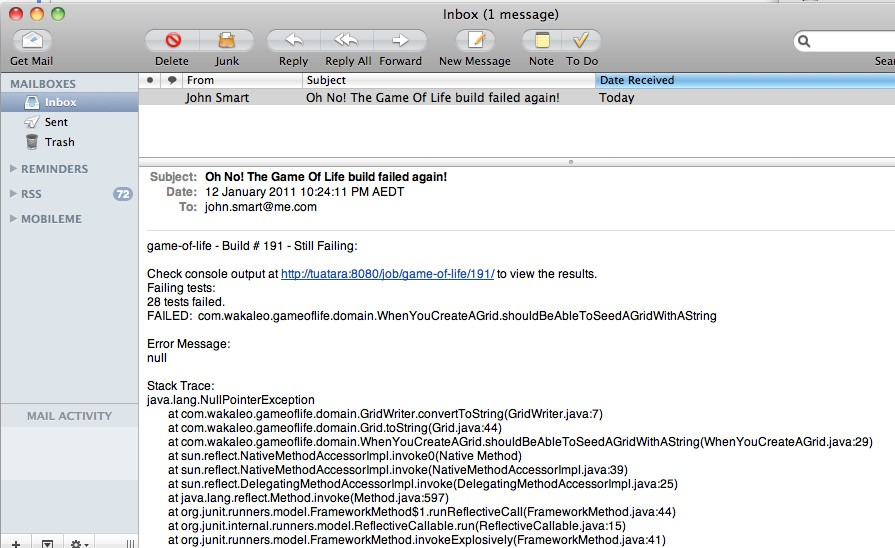 Inbox (1 message)
Get Mail
Delete
Junk
Reply
Reply All
Forward
New Message
Note
To Do
MAILBOXES
Inbox
Sent
Trash
REMINDERS
RSS
72
MOBILEME
MAIL ACTIVITY
From
Subject
Date Received
John Smart
Oh No! The Game Of Life build failed again!
Today
Subject: Oh No! The Game Of Life build failed again!
Date: 12 January 2011 10:24:11 PM AEDT
To: john.smart@me.com
game-of-life - Build # 191 - Still Failing:
Check console output at http://tuatara:8080/job/game-of-life/191/ to view the results.
Failing tests:
28 tests failed.
FAILED: com.wakaleo.gameoflife.domain.WhenYouCreateAGrid.shouldBeAbleToSeedAGridWithAString
Error Message:
null
Stack Trace:
java.lang.NullPointerException
at com.wakaleo.gameoflife.domain.GridWriter.convertToString(GridWriter.java:7)
at com.wakaleo.gameoflife.domain.Grid.toString(Grid.java:44)
at com.wakaleo.gameoflife.domain.WhenYouCreateAGrid.shouldBeAbleToSeedAGridWithAString(WhenYouCreateAGrid.java:29)
at sun.reflect.NativeMethodAccessorImpl.invoke0(Native Method)
at sun.reflect.NativeMethodAccessorImpl.invoke(NativeMethodAccessorImpl.java:39)
at sun.reflect.DelegatingMethodAccessorImpl.invoke(DelegatingMethodAccessorImpl.java:25)
at java.lang.reflect.Method.invoke(Method.java:597)
at org.junit.runners.model.FrameworkMethod$1.runReflectiveCall(FrameworkMethod.java:44)
at org.junit.internal.runners.model.ReflectiveCallable.run(ReflectiveCallable.java:15)
at org.junit.runners.model.FrameworkMethod.invokeExplosively(FrameworkMethod.java:41)